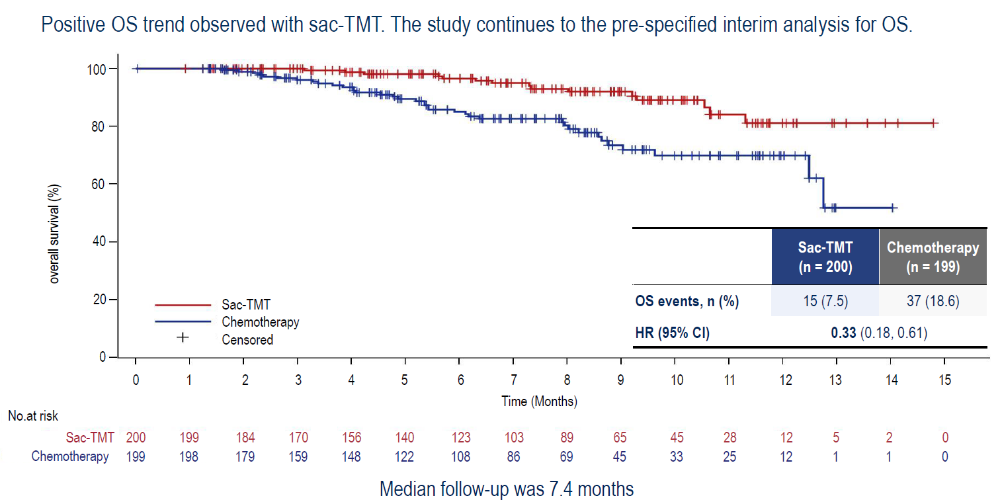 Positive OS trend observed with sac-TMT. The study continues to the pre-specified interim analysis for OS.
100
80
60
40
20
0
overall survival (%)
Sac-TMT
Chemotherapy
Censored
Sac-TMT Chemotherapy
(n = 200) (n = 199)
OS events, n (%) 15 (7.5) 37 (18.6)
HR (95% CI) 0.33 (0.18, 0.61)
0 1 2 3 4 5 6 7 8 9 10 11 12 13 14 15
Time (Months)
No.at risk
Sac-TMT 200 199 184 170 156 140 123 103 89 65 45 28 12 5 2 0
Chemotherapy 199 198 179 159 148 122 108 86 69 45 33 25 12 1 1 0
Median follow-up was 7.4 months